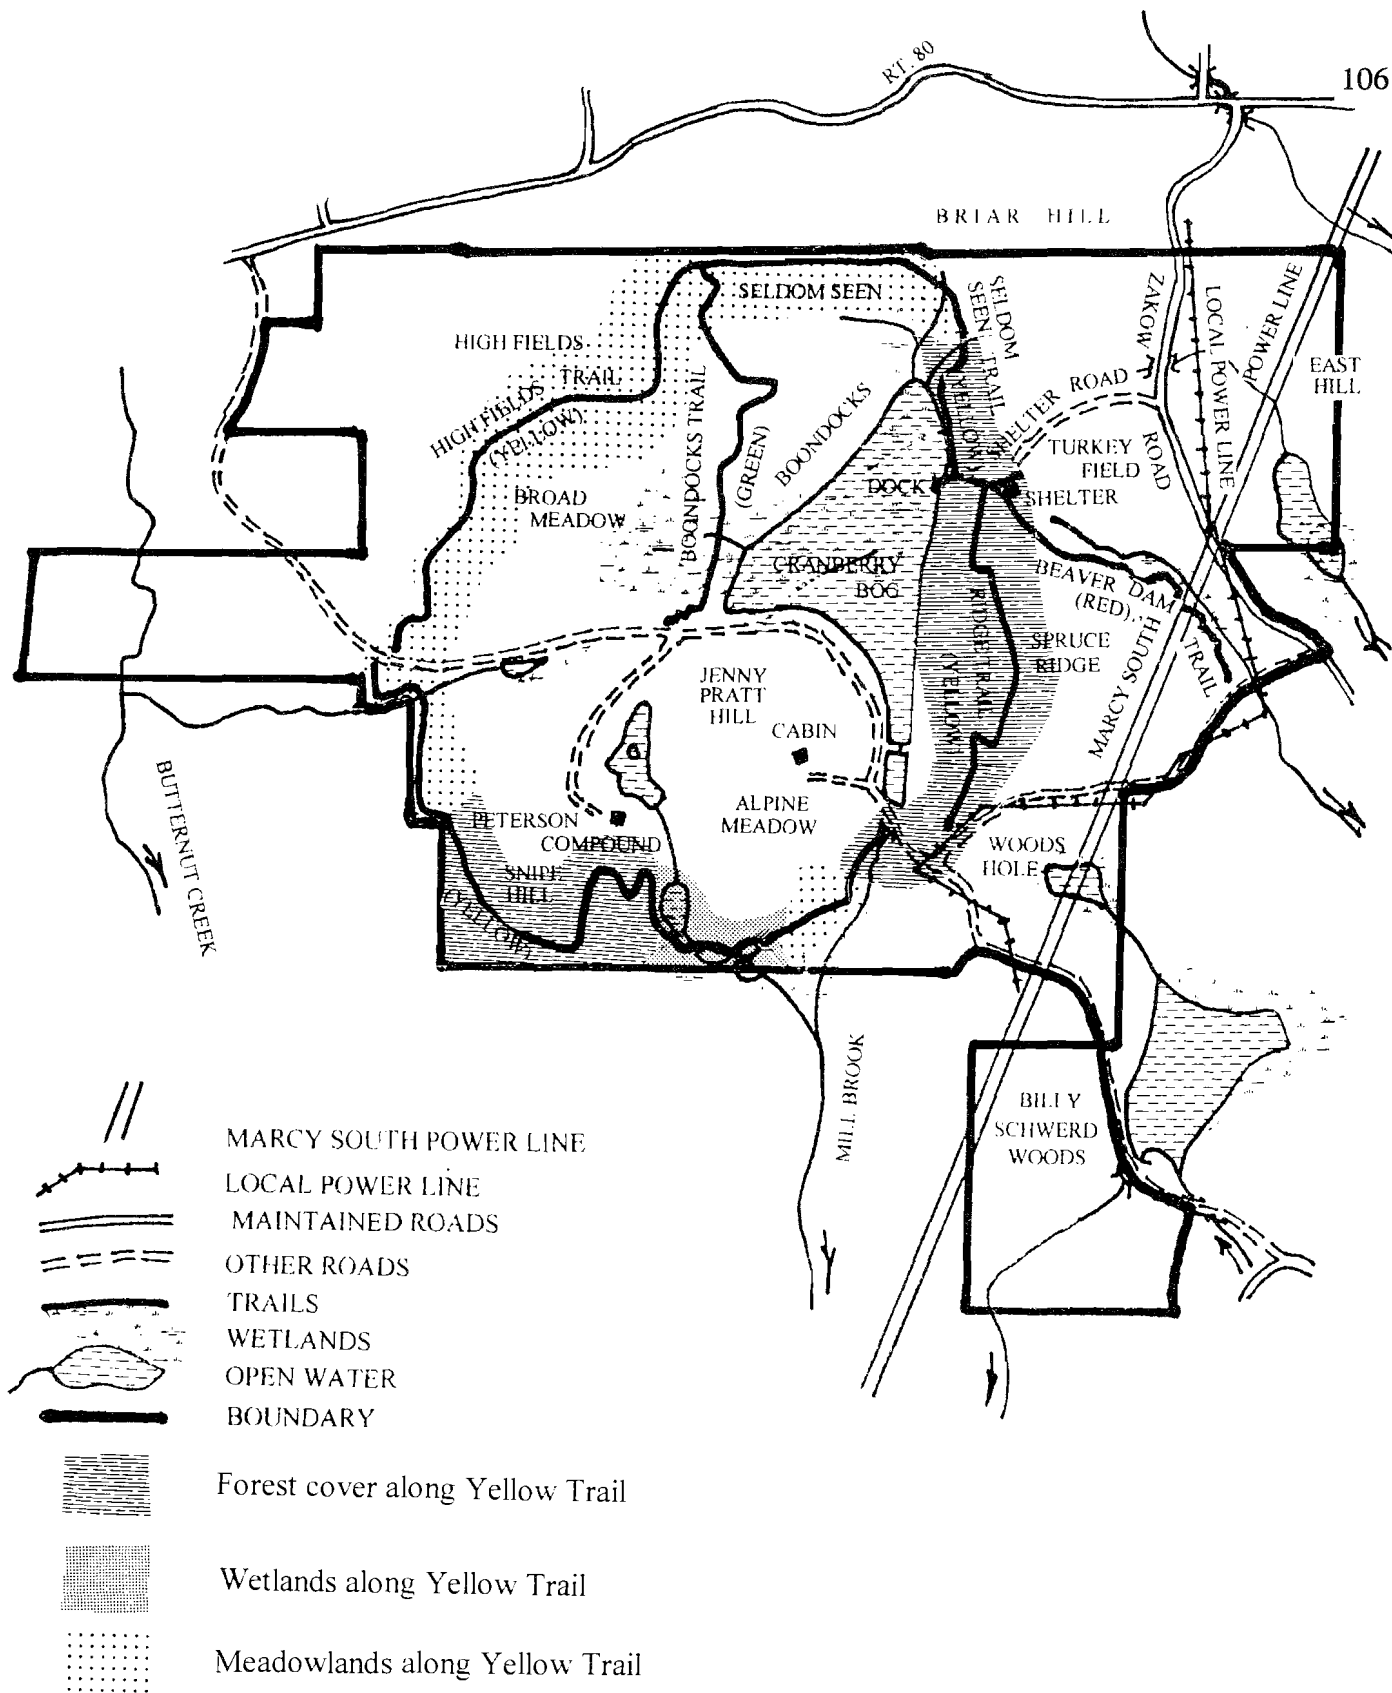 106
RT. 80
BRIAR HILL
SELDOM SEEN
SELDOM
SEEN TRAIL
(YELLOW)
ZAKOW
ROAD
LOCAL POWER LINE
LOCAL POWER LINE
POWER LINE
EAST
HILL
HIGH FIELDS
HIGH FIELDS TRAIL
(YELLOW)
BOONDOCKS TRAIL
(GREEN)
BOONDOCKS
SHELTER ROAD
TURKEY
FIELD
DOCK
SHELTER
BROAD
MEADOW
CRANBERRY
BOG
BEAVER DAM
(RED)
TRAIL
RIDGE TRAIL
(YELLOW)
SPRUCE
RIDGE
MARCY SOUTH
JENNY
PRATT
HILL
CABIN
ALPINE
MEADOW
PETERSON
COMPOUND
SNIPE
HILL
(YELLOW)
WOODS
HOLE
BUTTERNUT CREEK
MILL BROOK
BILLY
SCHWERD
WOODS
MARCY SOUTH POWER LINE
LOCAL POWER LINE
MAINTAINED ROADS
OTHER ROADS
TRAILS
WETLANDS
OPEN WATER
BOUNDARY
Forest cover along Yellow Trail
Wetlands along Yellow Trail
Meadowlands along Yellow Trail